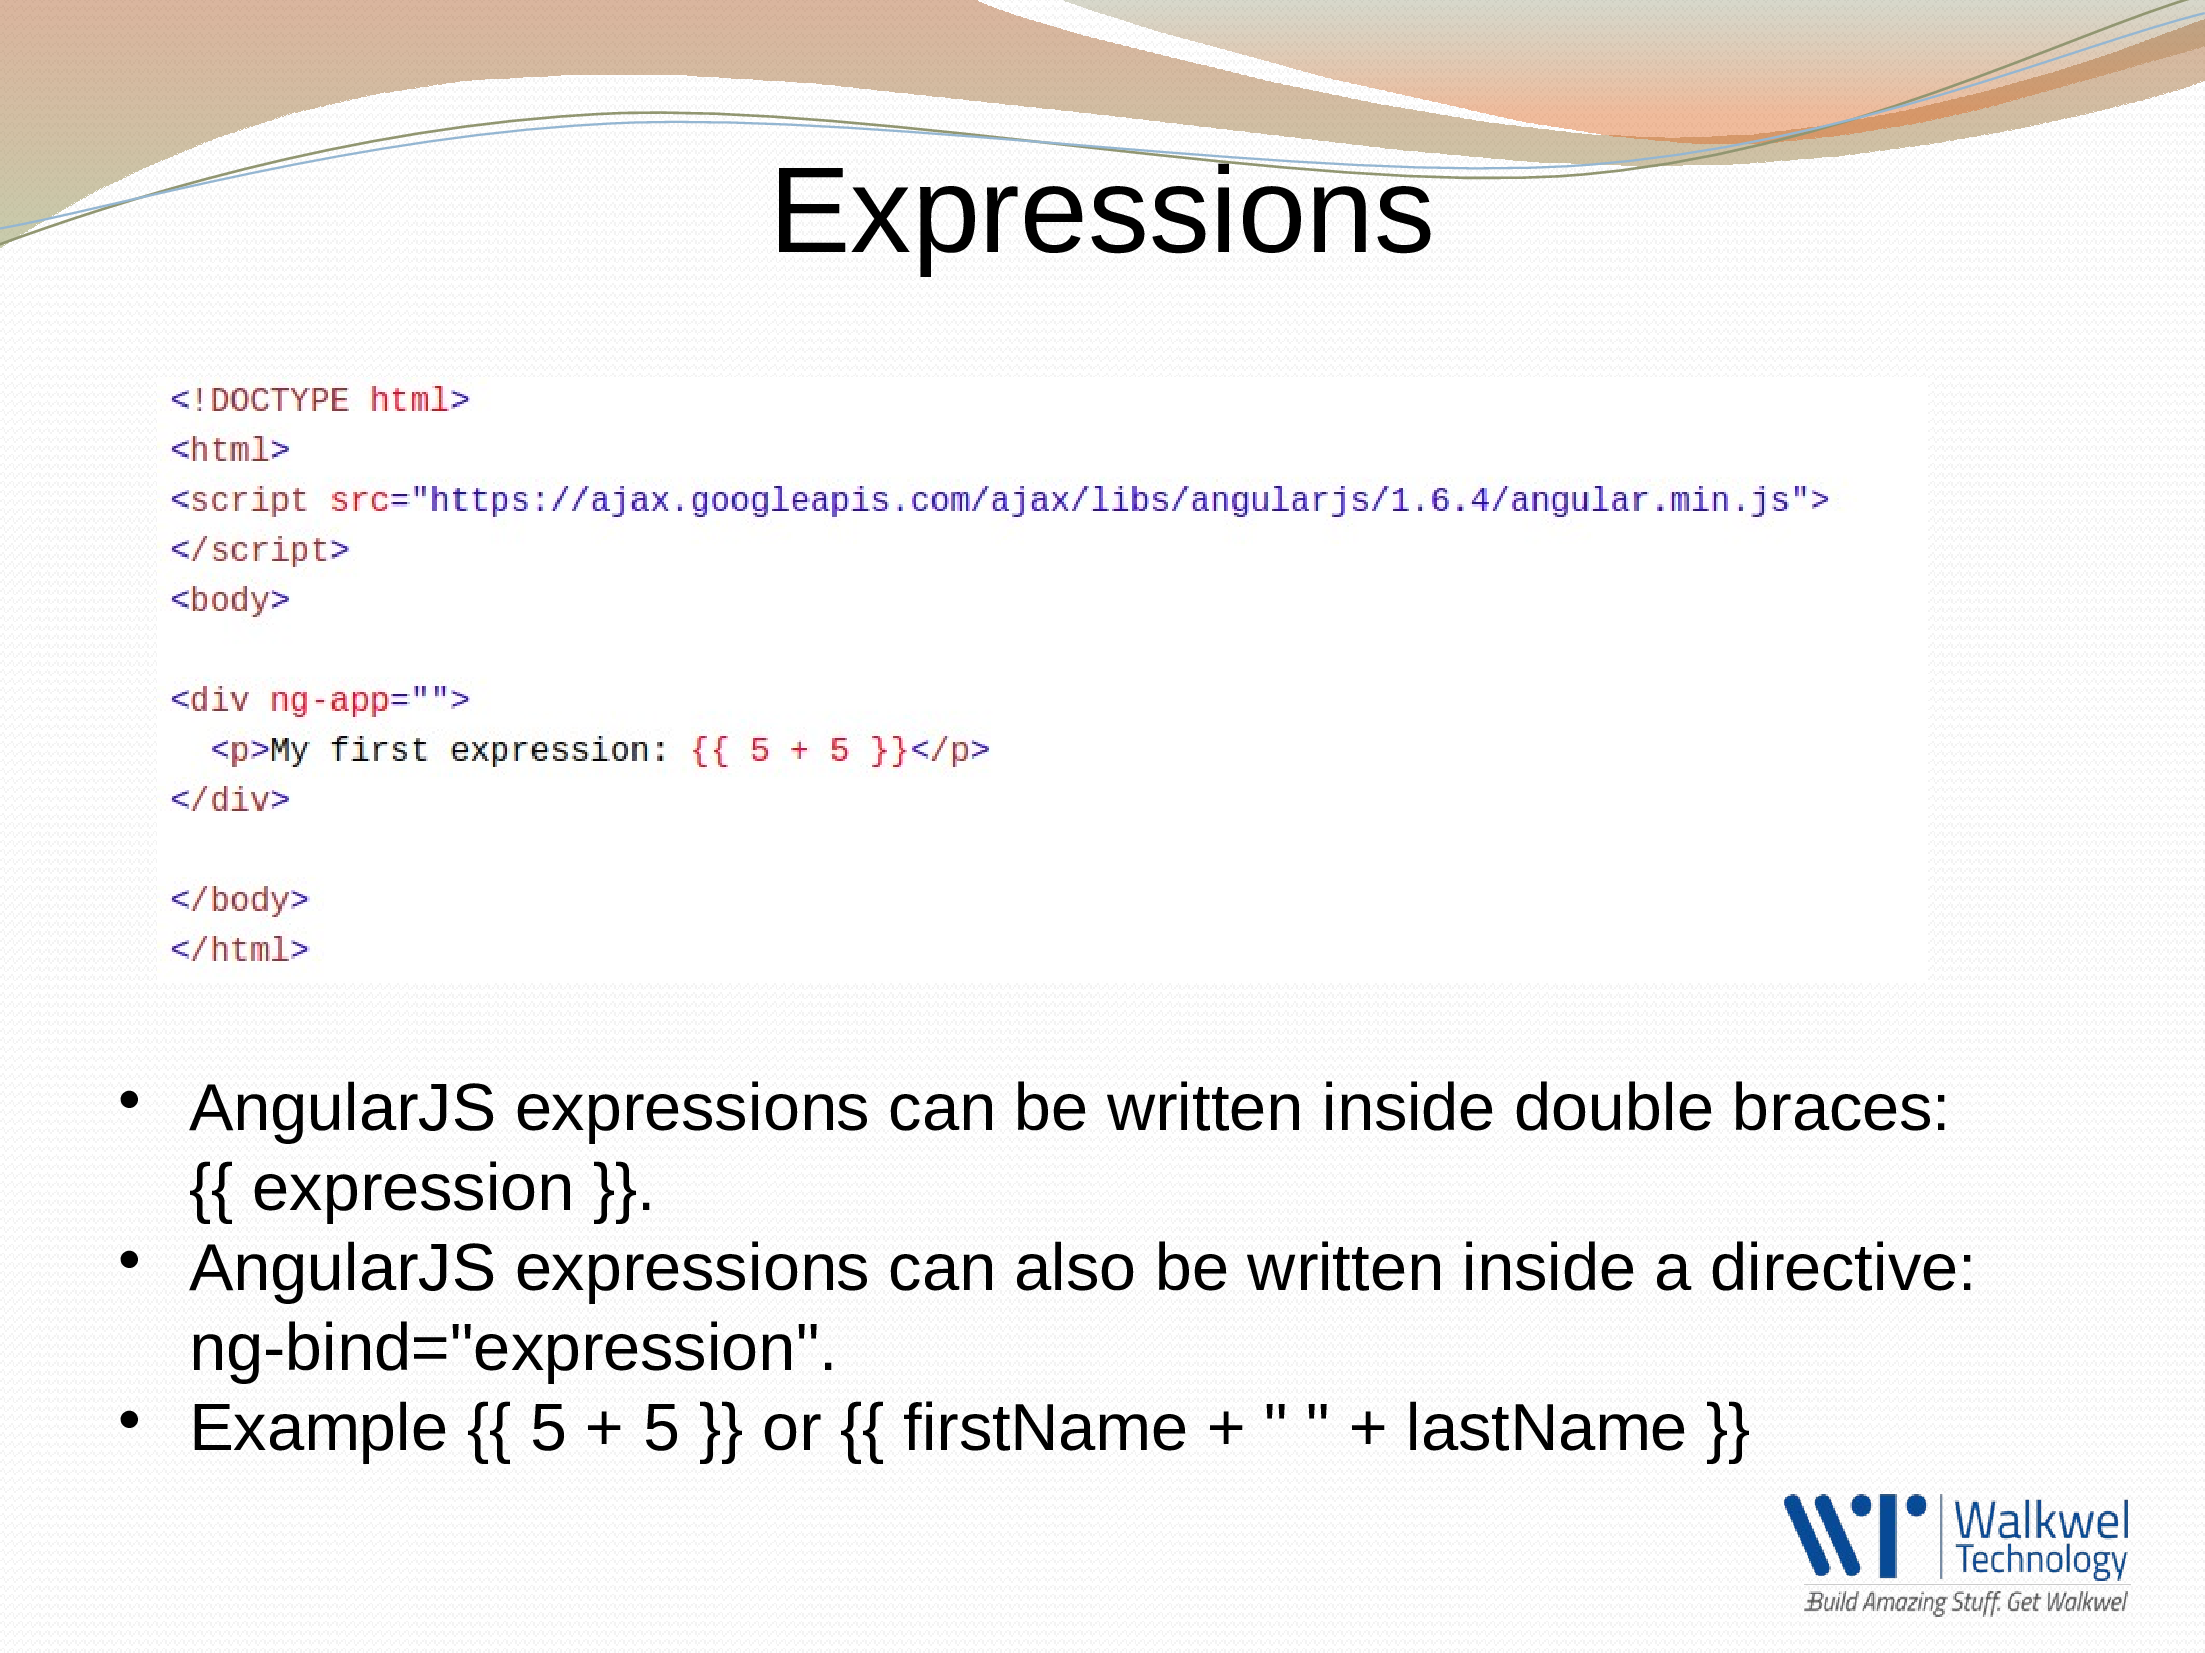 Expressions
<!DOCTYPE html>
<html>
<script src="https://ajax.googleapis.com/ajax/libs/angularjs/1.6.4/angular.min.js">
</script>
<body>
<div ng-app="">
  <p>My first expression: {{ 5 + 5 }}</p>
</div>
</body>
</html>
• AngularJS expressions can be written inside double braces:
{{ expression }}.
• AngularJS expressions can also be written inside a directive:
ng-bind="expression".
• Example {{ 5 + 5 }} or {{ firstName + " " + lastName }}
WT Walkwel
Technology
Build Amazing Stuff. Get Walkwel